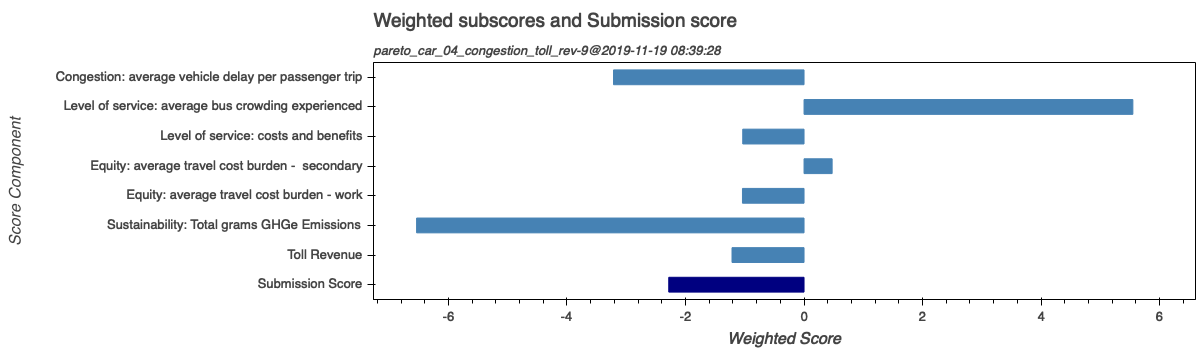 Weighted subscores and Submission score
pareto_car_04_congestion_toll_rev-9@2019-11-19 08:39:28
Score Component
Congestion: average vehicle delay per passenger trip
Level of service: average bus crowding experienced
Level of service: costs and benefits
Equity: average travel cost burden -  secondary
Equity: average travel cost burden - work
Sustainability: Total grams GHGe Emissions
Toll Revenue
Submission Score
-6 -4 -2 0 2 4 6
Weighted Score